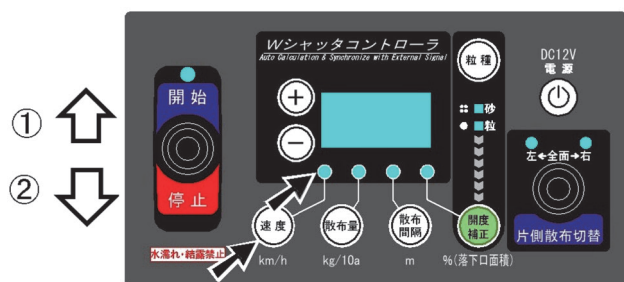 ①
②
開始
停止
水濡れ・結露禁止
Wシャッタコントローラ
Auto Calculation & Synchronize with External Signal
+
−
速度
散布量
散布
間隔
開度
補正
km/h
kg/10a
m
%(落下口面積)
粒種
砂
粒
DC12V
電源
左←全面→右
片側散布切替